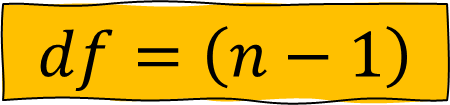 df = (n − 1)